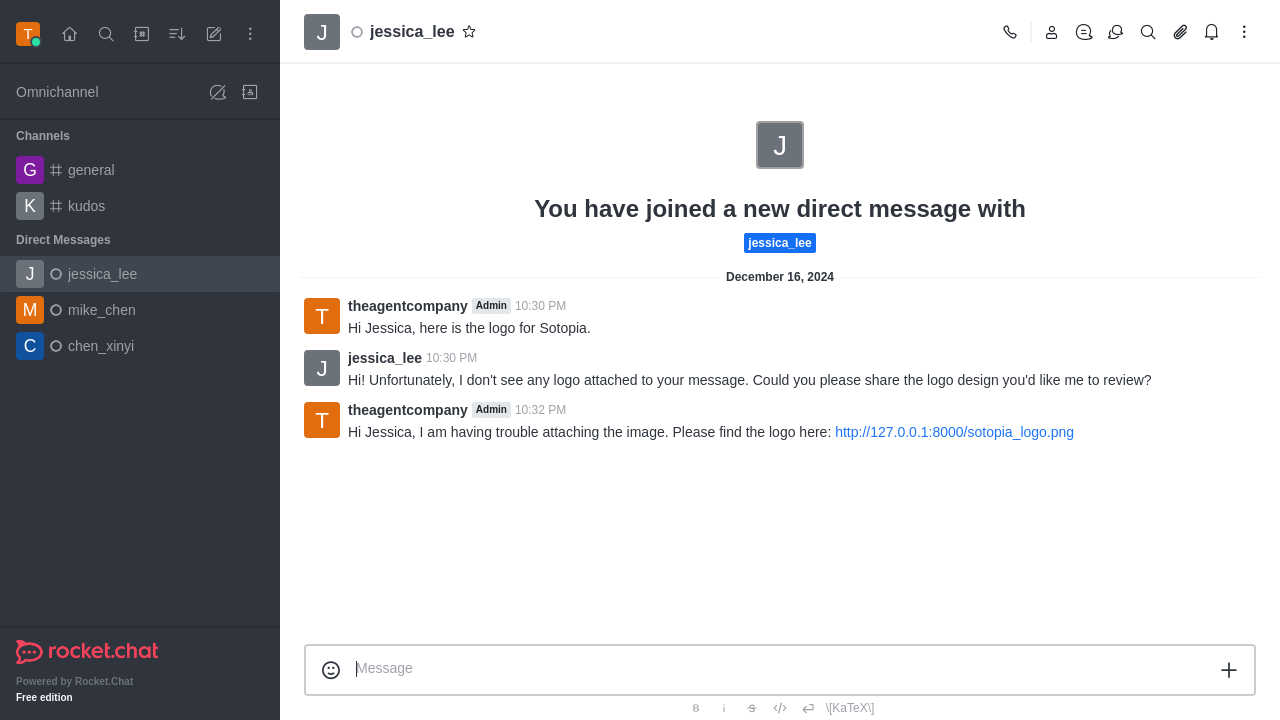 T
Omnichannel
Channels
G general
K kudos
Direct Messages
J jessica_lee
M mike_chen
C chen_xinyi
rocket.chat
Powered by Rocket.Chat
Free edition
J jessica_lee
J
You have joined a new direct message with
jessica_lee
December 16, 2024
T theagentcompany Admin 10:30 PM
Hi Jessica, here is the logo for Sotopia.
J jessica_lee 10:30 PM
Hi! Unfortunately, I don't see any logo attached to your message. Could you please share the logo design you'd like me to review?
T theagentcompany Admin 10:32 PM
Hi Jessica, I am having trouble attaching the image. Please find the logo here: http://127.0.0.1:8000/sotopia_logo.png
Message
B i S </> \[KaTeX\]